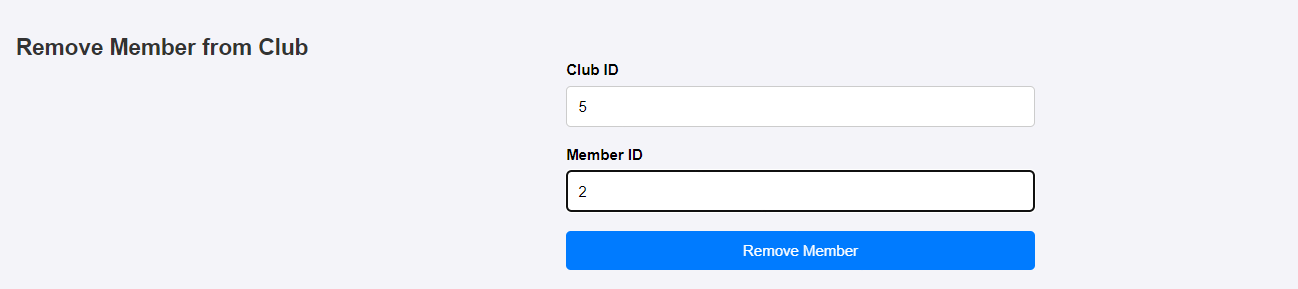 Remove Member from Club
Club ID
5
Member ID
2
Remove Member